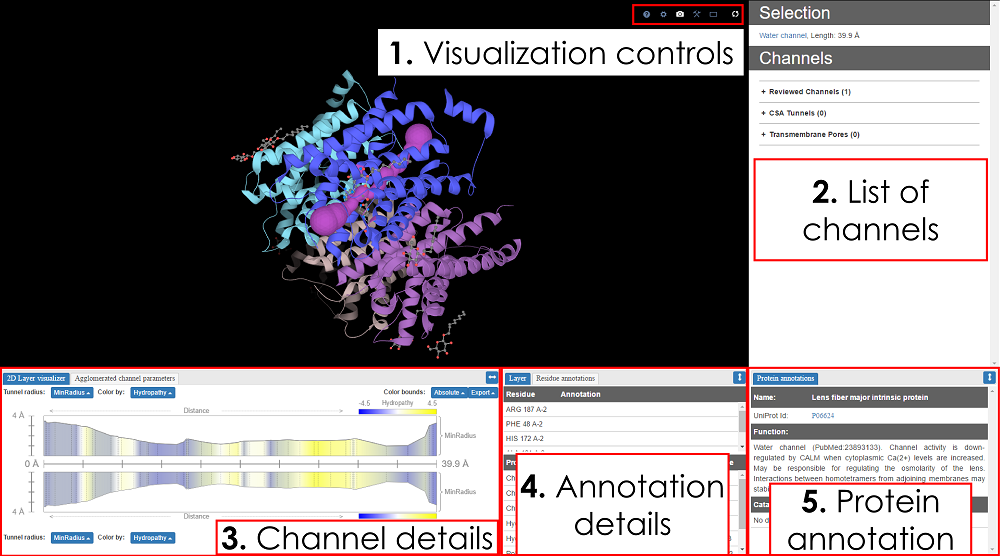 1. Visualization controls
Selection
Water channel, Length: 39.9 Å
Channels
+ Reviewed Channels (1)
+ CSA Tunnels (0)
+ Transmembrane Pores (0)
2. List of
channels
2D Layer visualizer Agglomerated channel parameters
Tunnel radius: MinRadius Color by: Hydropathy Color bounds: Absolute Export
-4.5 Hydropathy 4.5
< Distance >
4 Å
MinRadius
0 Å 39.9 Å
MinRadius
4 Å
< Distance >
Tunnel radius: MinRadius Color by: Hydropathy
3. Channel details
Layer Residue annotations
Residue Annotation
ARG 187 A-2
PHE 48 A-2
HIS 172 A-2
4. Annotation
details
Protein annotations
Name: Lens fiber major intrinsic protein
UniProt Id: P06624
Function:
Water channel (PubMed:23893133). Channel activity is down-
regulated by CALM when cytoplasmic Ca(2+) levels are increased.
May be responsible for regulating the osmolarity of the lens.
Interactions between homotetramers from adjoining membranes may
5. Protein
annotation